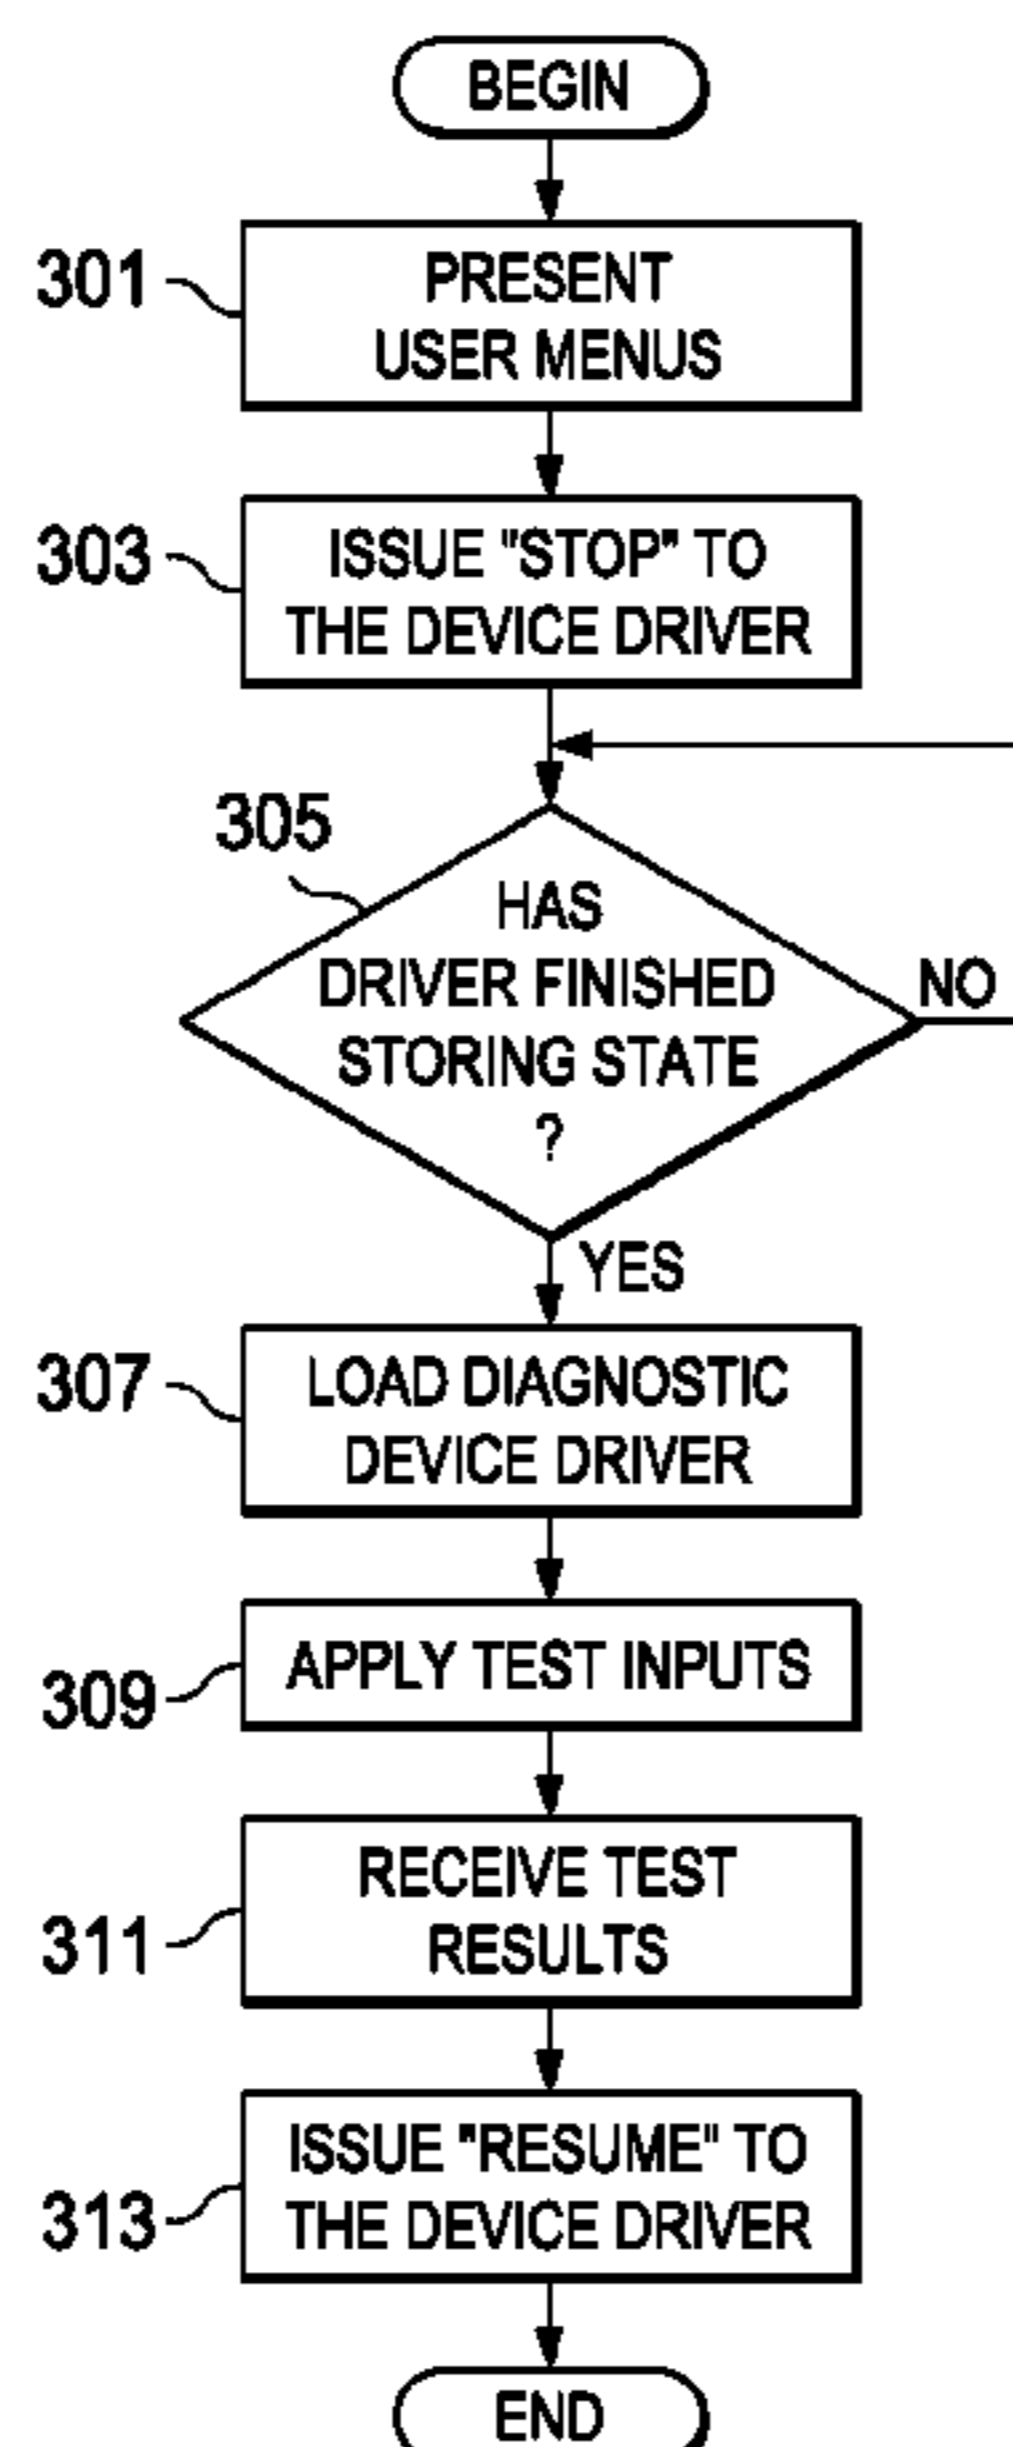 BEGIN
301
PRESENT
USER MENUS
303
ISSUE "STOP" TO
THE DEVICE DRIVER
305
HAS
DRIVER FINISHED
STORING STATE
?
NO
YES
307
LOAD DIAGNOSTIC
DEVICE DRIVER
309
APPLY TEST INPUTS
311
RECEIVE TEST
RESULTS
313
ISSUE "RESUME" TO
THE DEVICE DRIVER
END